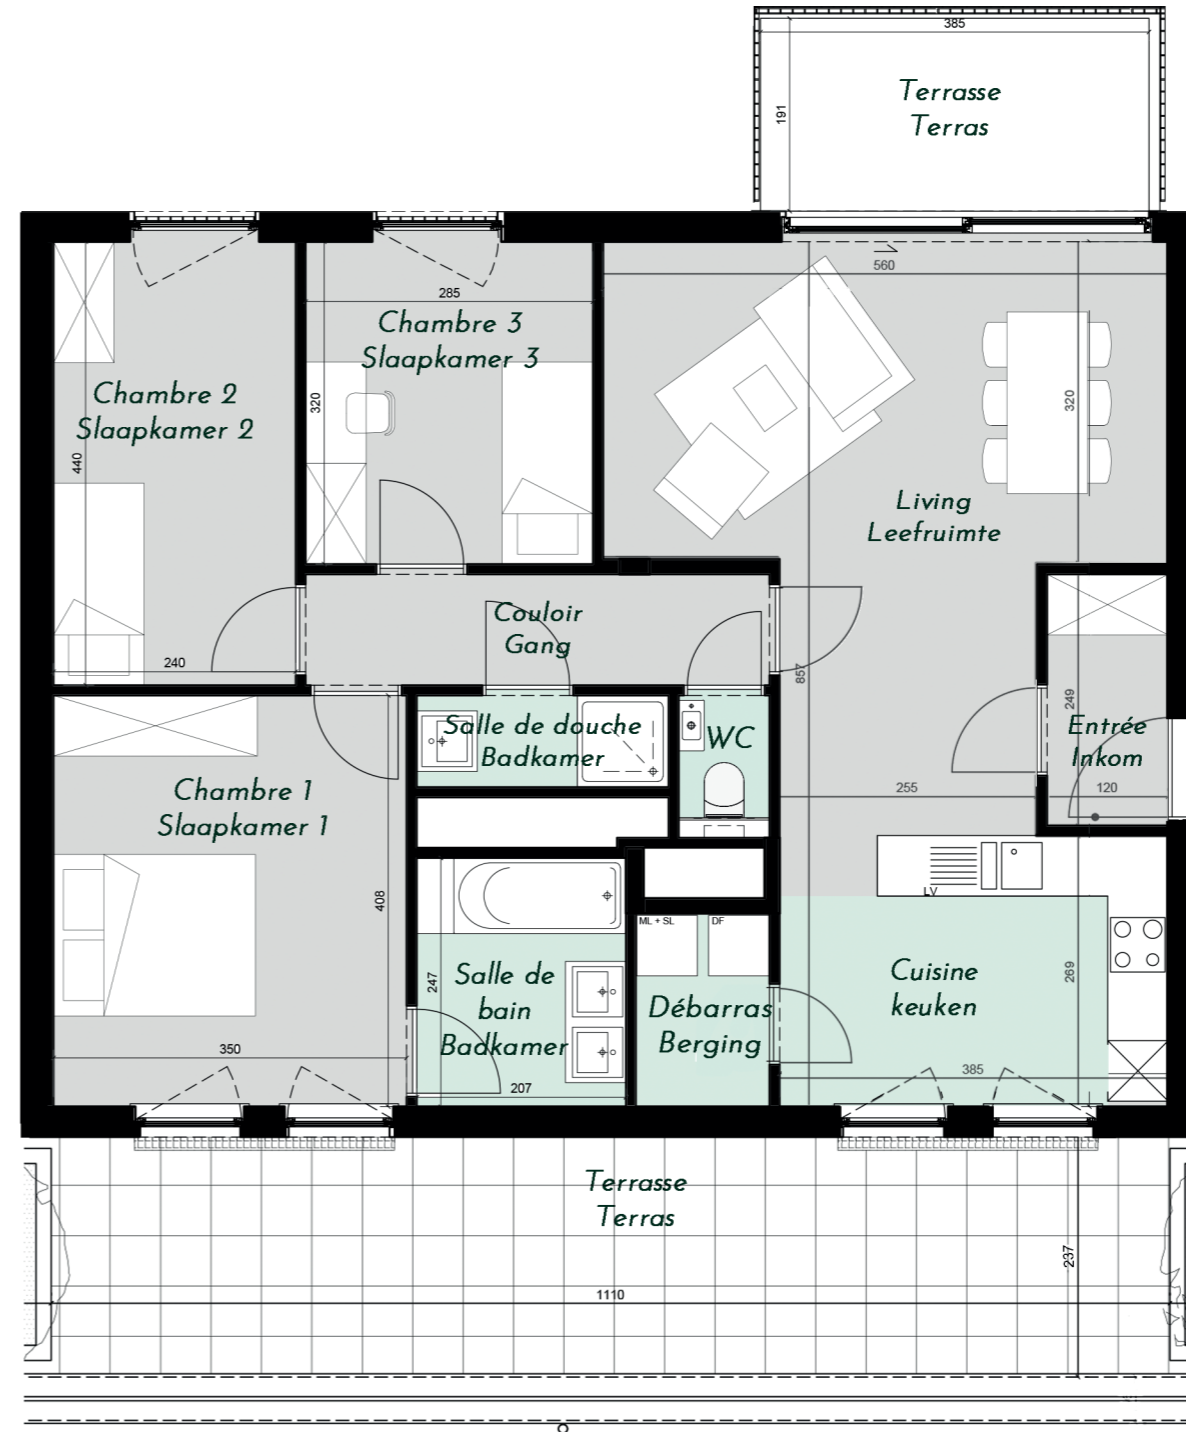 385
Terrasse
Terras
191
560
285
Chambre 3
Slaapkamer 3
320
320
Chambre 2
Slaapkamer 2
440
Living
Leefruimte
Couloir
Gang
240
857
249
Salle de douche
Badkamer
WC
Entrée
Inkom
255
120
Chambre 1
Slaapkamer 1
LV
408
ML + SL
DF
Salle de
bain
Badkamer
247
Débarras
Berging
Cuisine
keuken
269
350
207
385
Terrasse
Terras
237
1110